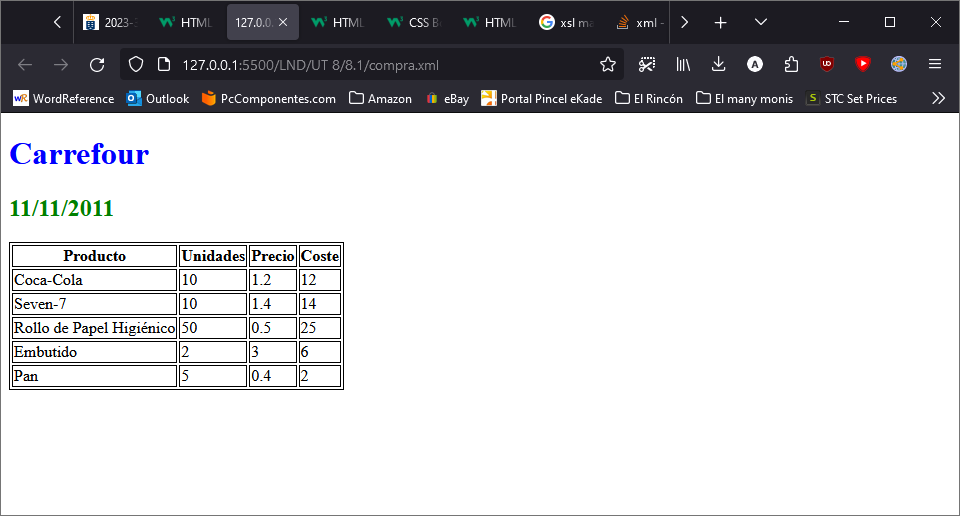 2023-
HTML
127.0.0.
HTML
CSS B
HTML
xsl ma
xml -
127.0.0.1:5500/LND/UT 8/8.1/compra.xml
WordReference
Outlook
PcComponentes.com
Amazon
eBay
Portal Pincel eKade
El Rincón
El many monis
STC Set Prices
Carrefour
11/11/2011
Producto Unidades Precio Coste
Coca-Cola 10 1.2 12
Seven-7 10 1.4 14
Rollo de Papel Higiénico 50 0.5 25
Embutido 2 3 6
Pan 5 0.4 2